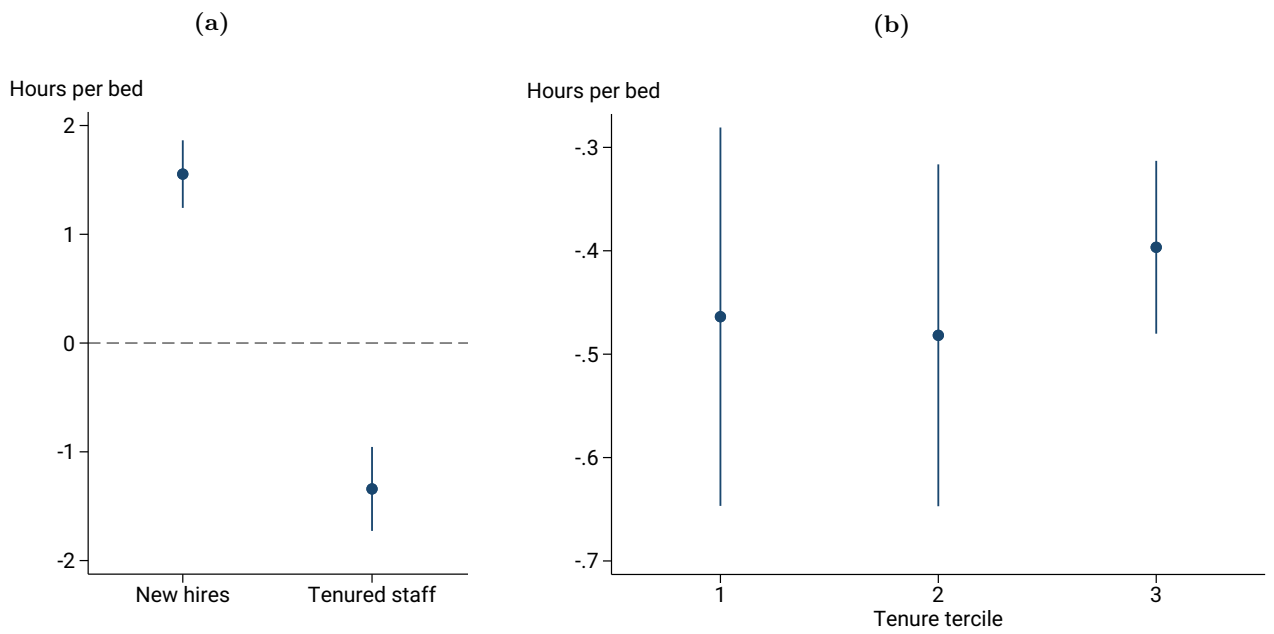 (a)
Hours per bed
2
1
0
-1
-2
New hires
Tenured staff
(b)
Hours per bed
-.3
-.4
-.5
-.6
-.7
1
2
3
Tenure tercile